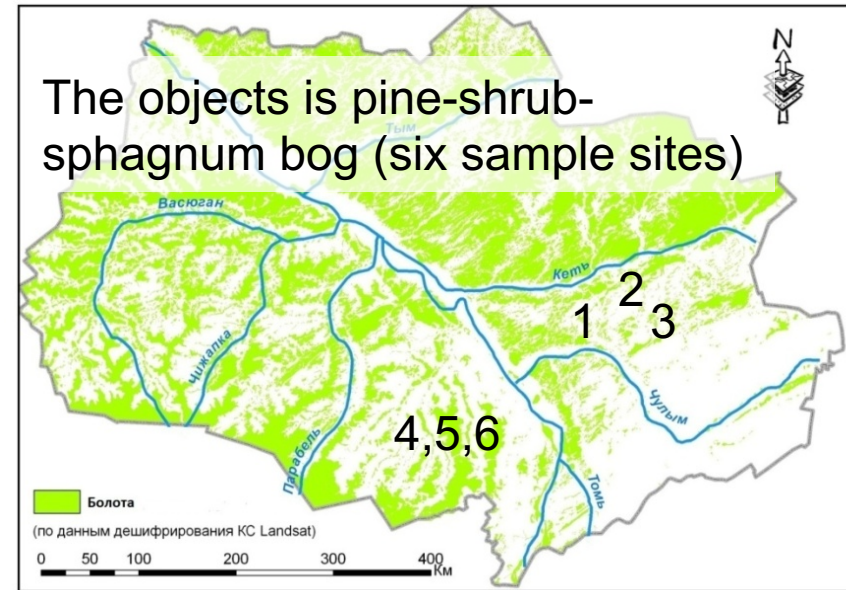 N
The objects is pine-shrub-
sphagnum bog (six sample sites)
Тым
Васюган
Кеть
2
1
3
Чижапка
Чулым
4,5,6
Парабель
Томь
Болота
(по данным дешифрирования КС Landsat)
0 50 100 200 300 400
Км